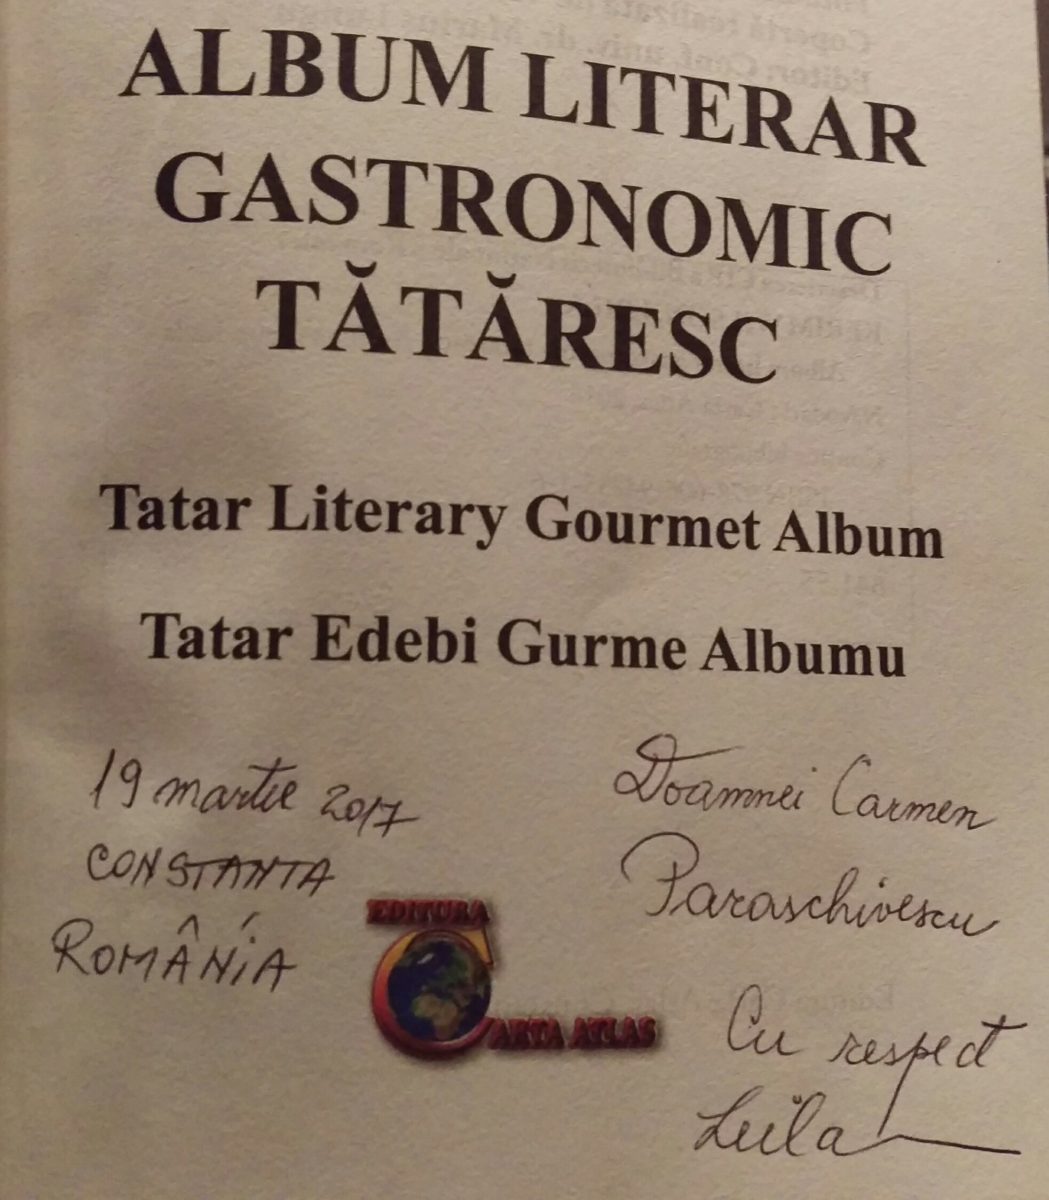 ALBUM LITERAR
GASTRONOMIC
TĂTĂRESC
Tatar Literary Gourmet Album
Tatar Edebi Gurme Albumu
19 martie 2017
CONSTANTA
ROMÂNIA
Doamnei Carmen
Paraschivescu
EDITURA
CARTA ATLAS
Cu respect
Leila